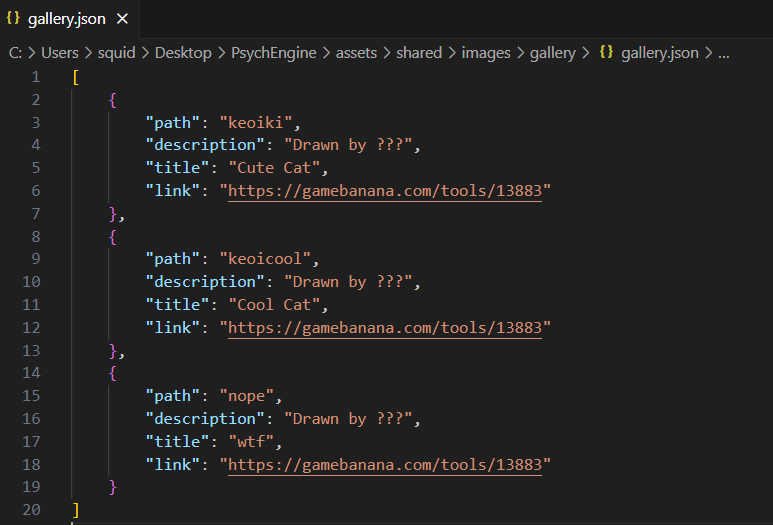 {} gallery.json ×
C: > Users > squid > Desktop > PsychEngine > assets > shared > images > gallery > {} gallery.json > ...
1 [
2 {
3 "path": "keoiki",
4 "description": "Drawn by ???",
5 "title": "Cute Cat",
6 "link": "https://gamebanana.com/tools/13883"
7 },
8 {
9 "path": "keoicool",
10 "description": "Drawn by ???",
11 "title": "Cool Cat",
12 "link": "https://gamebanana.com/tools/13883"
13 },
14 {
15 "path": "nope",
16 "description": "Drawn by ???",
17 "title": "wtf",
18 "link": "https://gamebanana.com/tools/13883"
19 }
20 ]